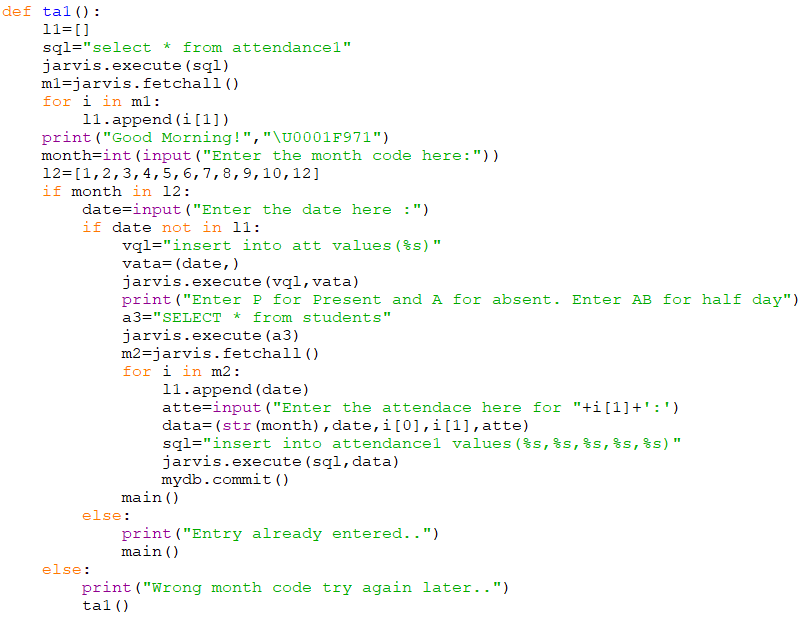 def ta1():
    l1=[]
    sql="select * from attendance1"
    jarvis.execute(sql)
    m1=jarvis.fetchall()
    for i in m1:
        l1.append(i[1])
    print("Good Morning!","\U0001F971")
    month=int(input("Enter the month code here:"))
    l2=[1,2,3,4,5,6,7,8,9,10,12]
    if month in l2:
        date=input("Enter the date here :")
        if date not in l1:
            vql="insert into att values(%s)"
            vata=(date,)
            jarvis.execute(vql,vata)
            print("Enter P for Present and A for absent. Enter AB for half day")
            a3="SELECT * from students"
            jarvis.execute(a3)
            m2=jarvis.fetchall()
            for i in m2:
                l1.append(date)
                atte=input("Enter the attendace here for "+i[1]+':')
                data=(str(month),date,i[0],i[1],atte)
                sql="insert into attendance1 values(%s,%s,%s,%s,%s)"
                jarvis.execute(sql,data)
                mydb.commit()
            main()
        else:
            print("Entry already entered..")
            main()
    else:
        print("Wrong month code try again later..")
        ta1()